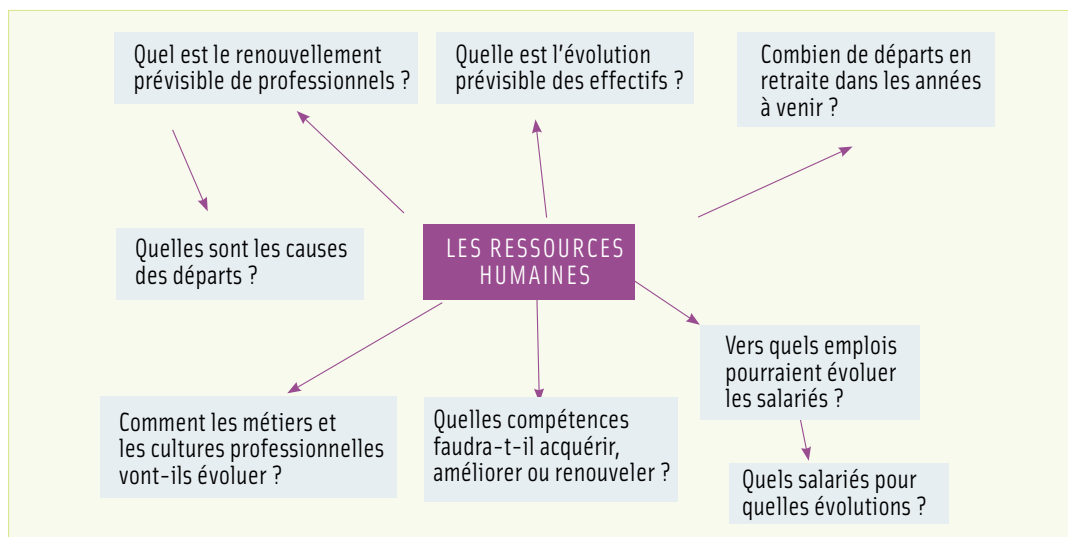 Quel est le renouvellement
prévisible de professionnels ?
Quelle est l'évolution
prévisible des effectifs ?
Combien de départs en
retraite dans les années
à venir ?
Quelles sont les causes
des départs ?
LES RESSOURCES
HUMAINES
Vers quels emplois
pourraient évoluer
les salariés ?
Comment les métiers et
les cultures professionnelles
vont-ils évoluer ?
Quelles compétences
faudra-t-il acquérir,
améliorer ou renouveler ?
Quels salariés pour
quelles évolutions ?